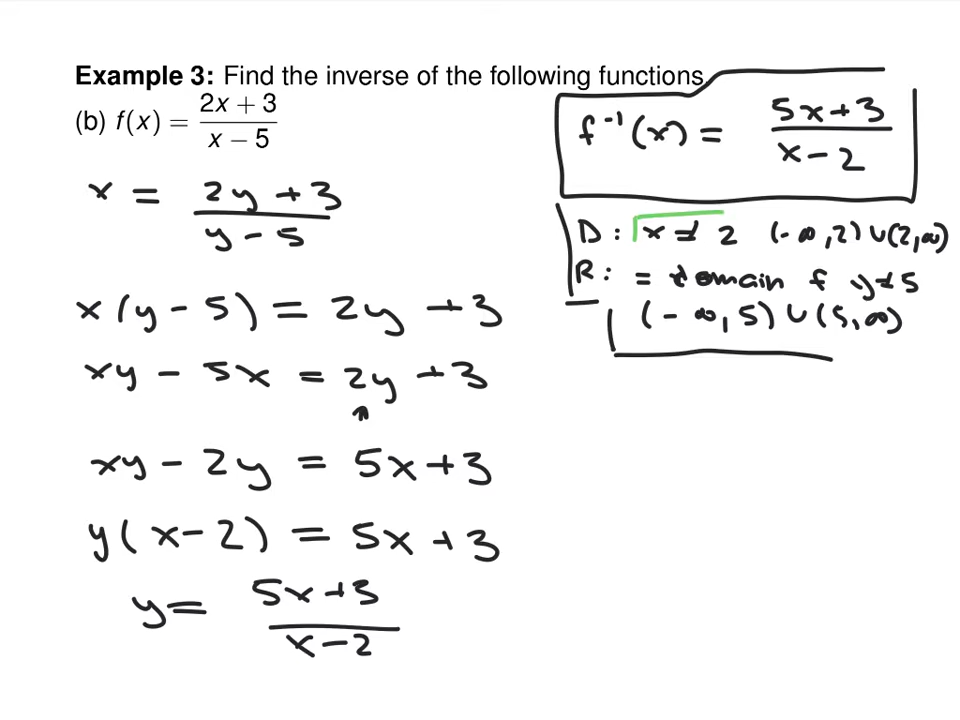 Example 3: Find the inverse of the following functions.
(b) f(x) = (2x + 3)/(x − 5)
x = (2y + 3)/(y − 5)
x(y − 5) = 2y + 3
xy − 5x = 2y + 3
xy − 2y = 5x + 3
y(x − 2) = 5x + 3
y = (5x + 3)/(x − 2)
f⁻¹(x) = (5x + 3)/(x − 2)
D: x ≠ 2 (-∞, 2) ∪ (2, ∞)
R: = domain f y ≠ 5
(-∞, 5) ∪ (5, ∞)